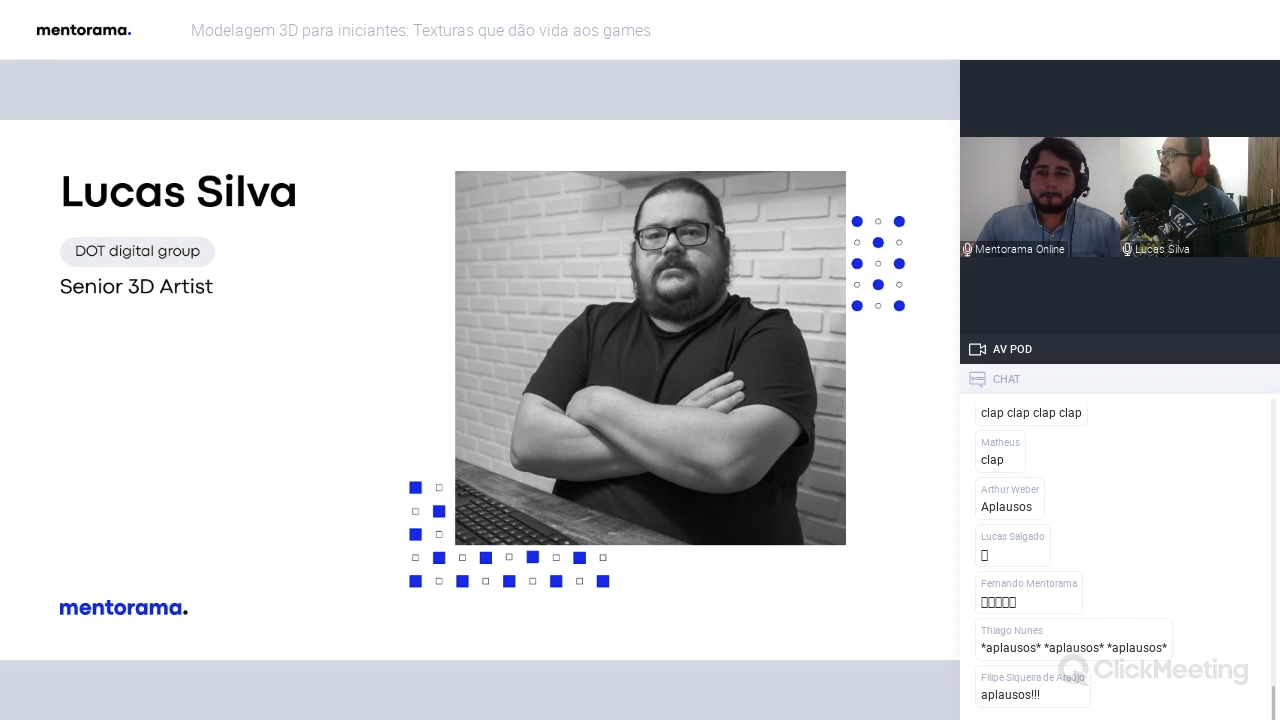 mentorama.
Modelagem 3D para iniciantes: Texturas que dão vida aos games
Lucas Silva
DOT digital group
Senior 3D Artist
mentorama.
Mentorama Online
Lucas Silva
AV POD
CHAT
clap clap clap clap
Matheus
clap
Arthur Weber
Aplausos
Lucas Salgado
Fernando Mentorama
Thiago Nunes
*aplausos* *aplausos* *aplausos*
Filipe Siqueira de Araújo
aplausos!!!
ClickMeeting